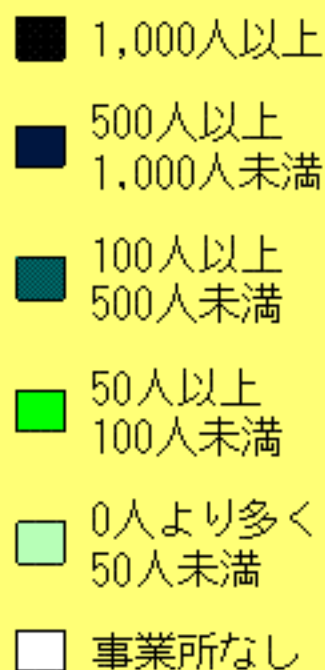 1,000人以上
500人以上
1,000人未満
100人以上
500人未満
50人以上
100人未満
0人より多く
50人未満
事業所なし